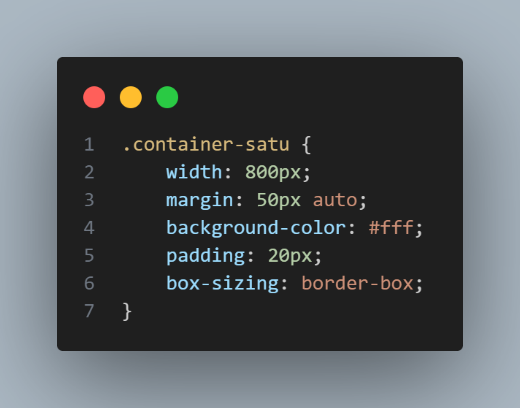 1 .container-satu {
2     width: 800px;
3     margin: 50px auto;
4     background-color: #fff;
5     padding: 20px;
6     box-sizing: border-box;
7 }